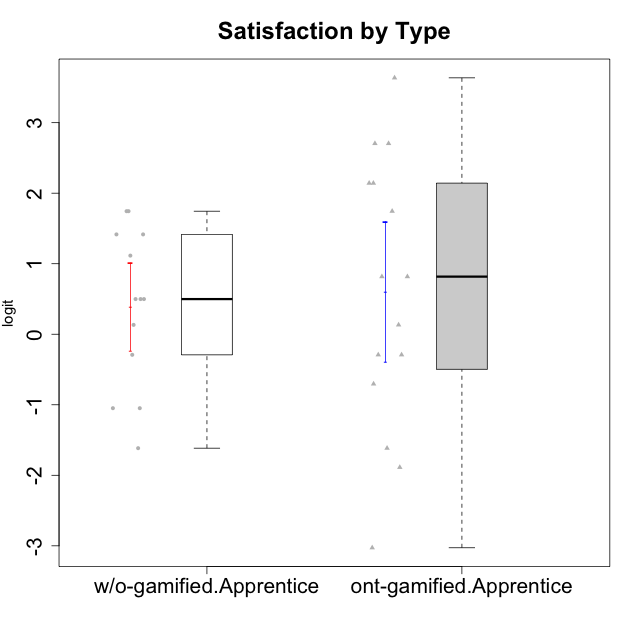 Satisfaction by Type
logit
3
2
1
0
-1
-2
-3
w/o-gamified.Apprentice ont-gamified.Apprentice